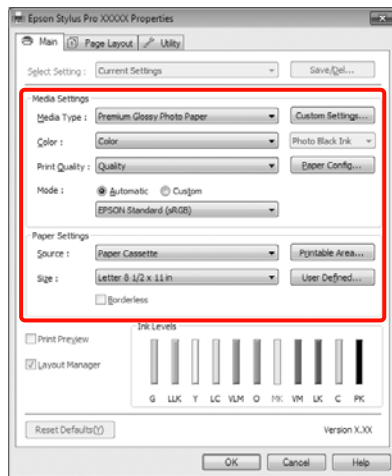 Epson Stylus Pro XXXXX Properties
Main Page Layout Utility
Select Setting : Current Settings Save/Del...
Media Settings
Media Type : Premium Glossy Photo Paper Custom Settings...
Color : Color Photo Black Ink
Print Quality : Quality Paper Config...
Mode : Automatic Custom
EPSON Standard (sRGB)
Paper Settings
Source : Paper Cassette Printable Area...
Size : Letter 8 1/2 x 11 in User Defined...
Borderless
Print Preview
Layout Manager
Ink Levels
G LLK Y LC VLM O MK VM LK C PK
Reset Defaults(Y) Version X.XX
OK Cancel Help